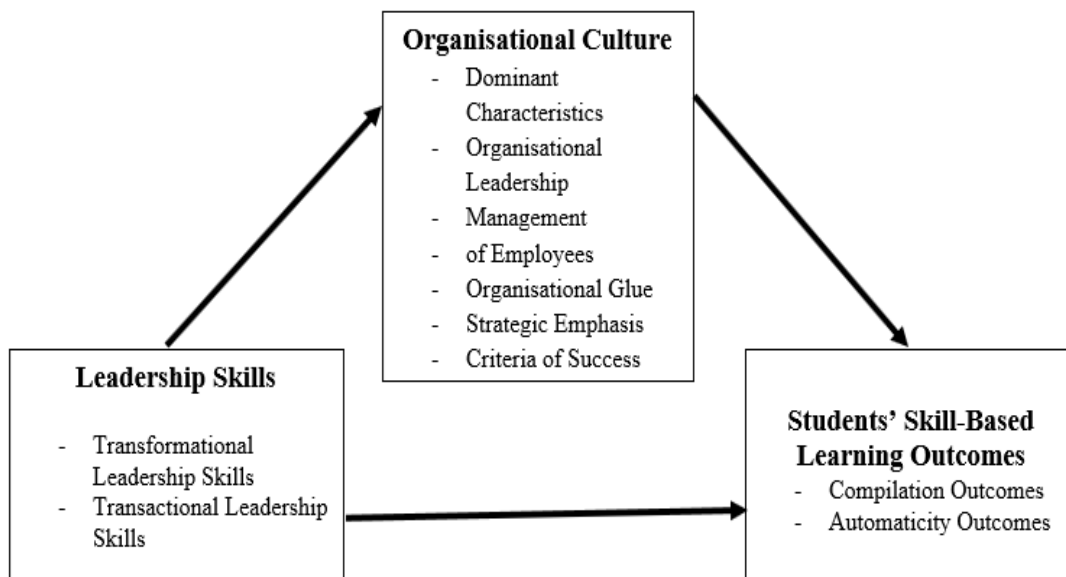 Organisational Culture
- Dominant
Characteristics
- Organisational
Leadership
- Management
- of Employees
- Organisational Glue
- Strategic Emphasis
- Criteria of Success
Leadership Skills
- Transformational
Leadership Skills
- Transactional Leadership
Skills
Students’ Skill-Based
Learning Outcomes
- Compilation Outcomes
- Automaticity Outcomes